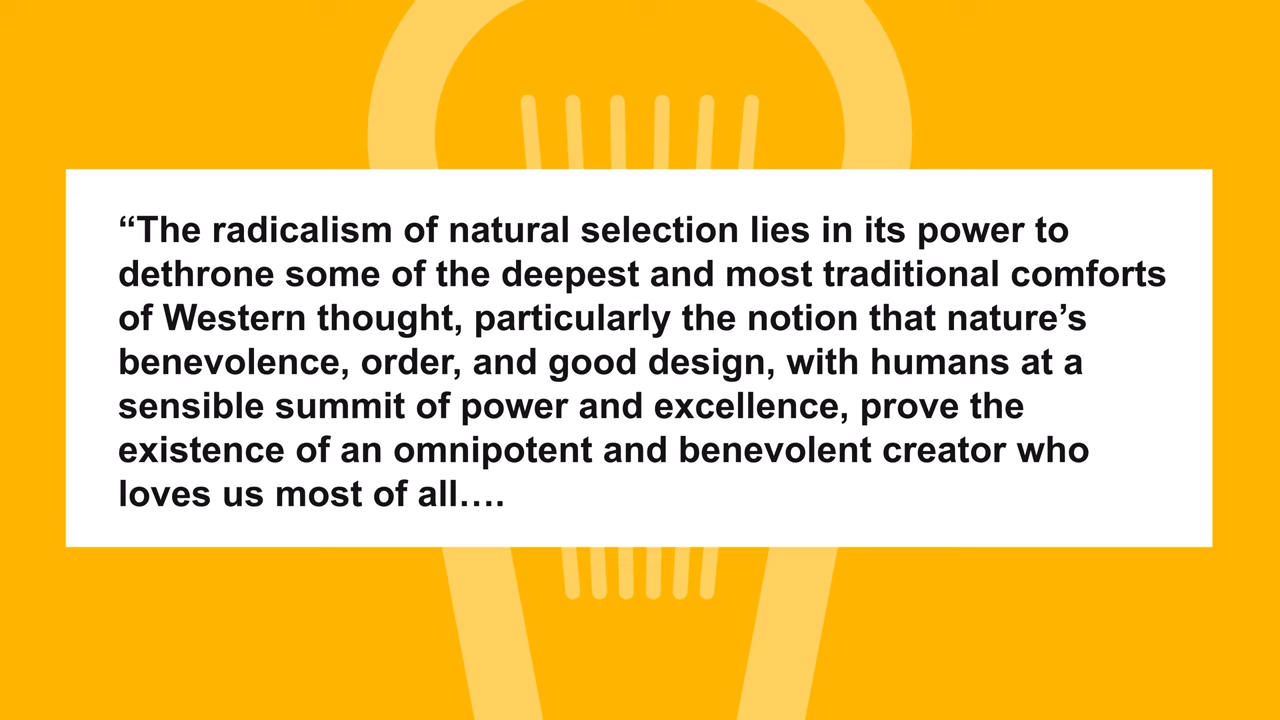 “The radicalism of natural selection lies in its power to
dethrone some of the deepest and most traditional comforts
of Western thought, particularly the notion that nature’s
benevolence, order, and good design, with humans at a
sensible summit of power and excellence, prove the
existence of an omnipotent and benevolent creator who
loves us most of all….